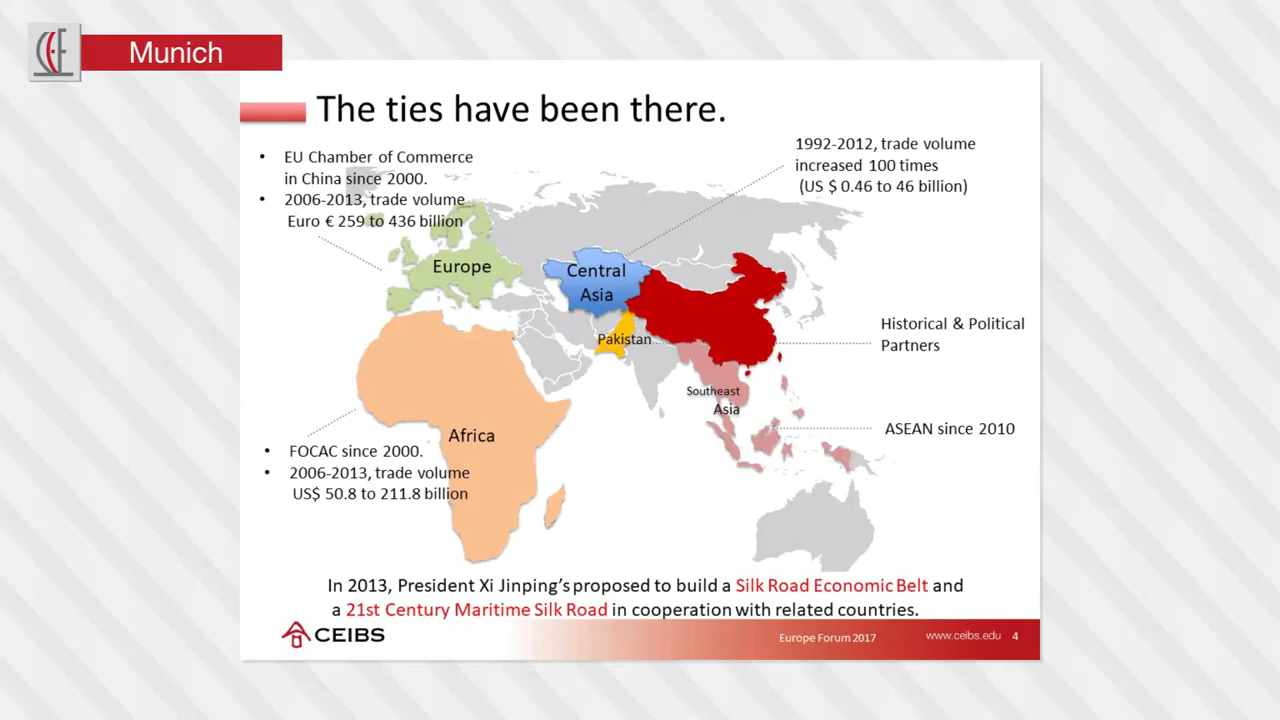 Munich
The ties have been there.
• EU Chamber of Commerce
in China since 2000.
• 2006-2013, trade volume
Euro € 259 to 436 billion
1992-2012, trade volume
increased 100 times
(US $ 0.46 to 46 billion)
Europe
Central
Asia
Pakistan
Historical & Political
Partners
Southeast
Asia
ASEAN since 2010
Africa
• FOCAC since 2000.
• 2006-2013, trade volume
US$ 50.8 to 211.8 billion
In 2013, President Xi Jinping’s proposed to build a Silk Road Economic Belt and
a 21st Century Maritime Silk Road in cooperation with related countries.
CEIBS
Europe Forum 2017
www.ceibs.edu 4